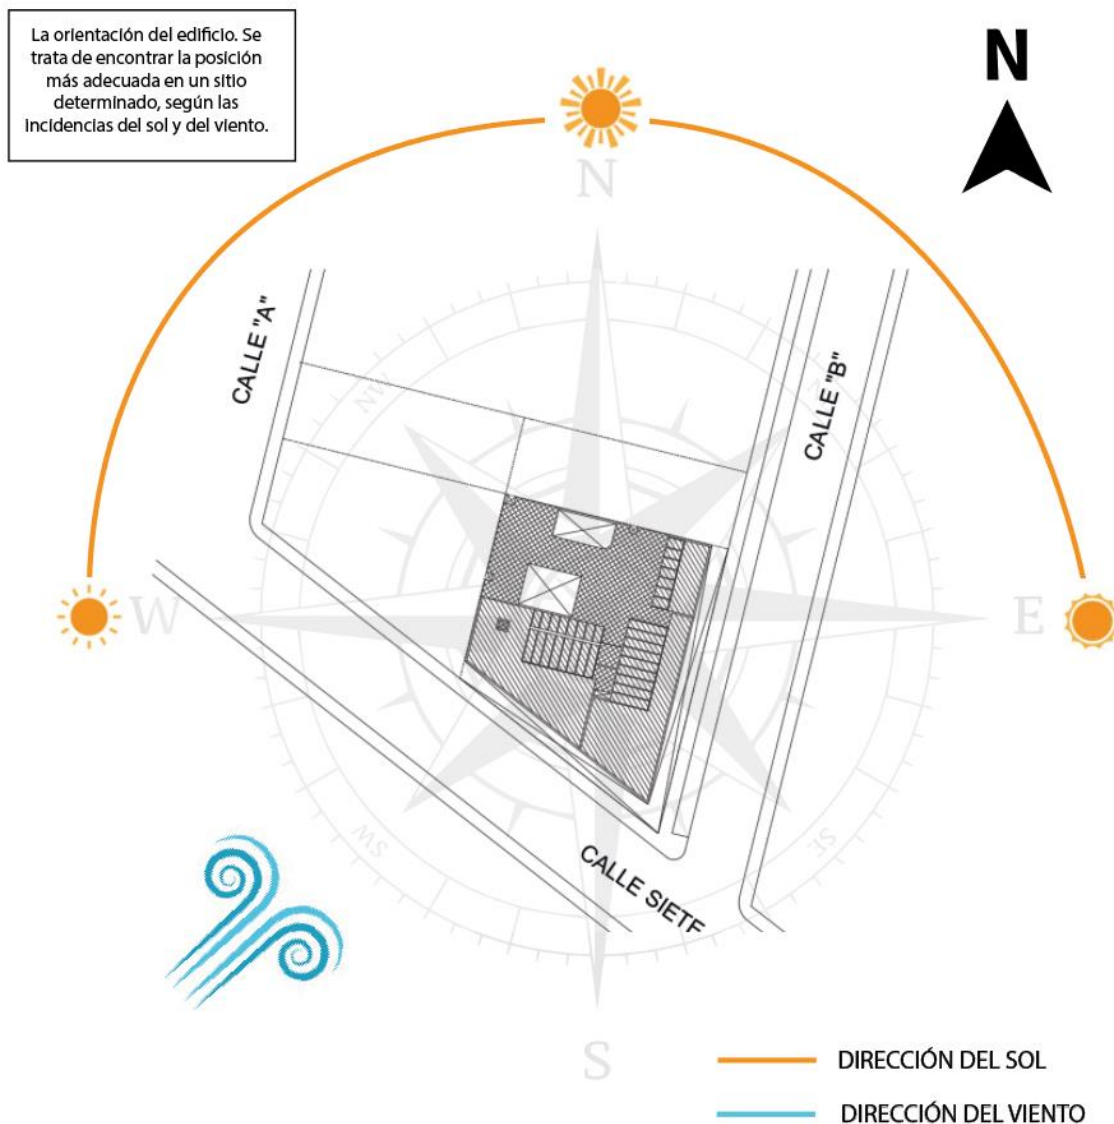 La orientación del edificio. Se
trata de encontrar la posición
más adecuada en un sitio
determinado, según las
incidencias del sol y del viento.
N
N
CALLE "A"
CALLE "B"
NW
W
E
SW
SE
CALLE SIETE
S
DIRECCIÓN DEL SOL
DIRECCIÓN DEL VIENTO